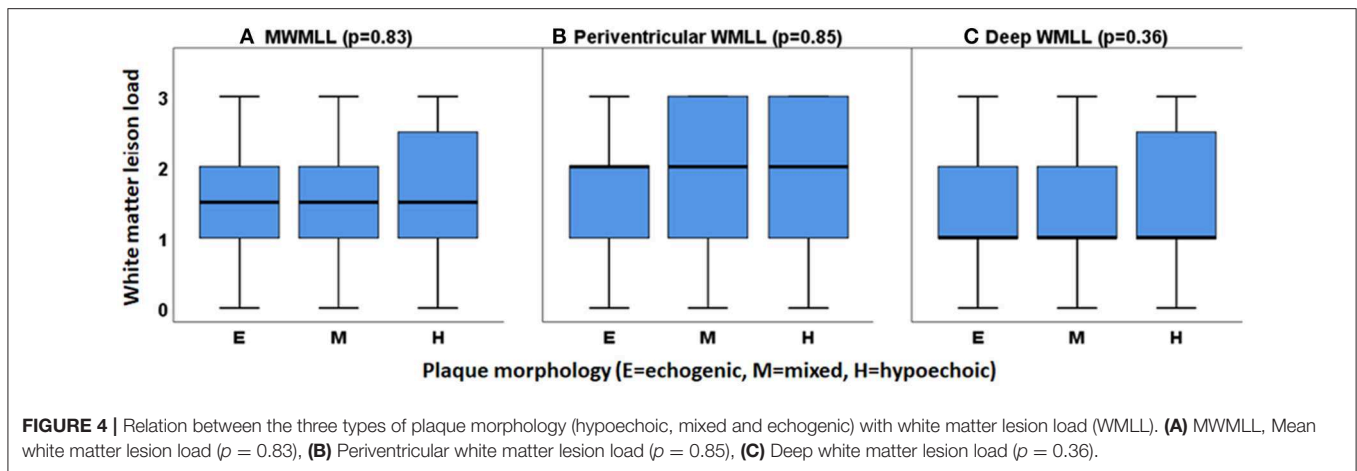 A MWMLL (p=0.83)
B Periventricular WMLL (p=0.85)
C Deep WMLL (p=0.36)
White matter leison load
3
2
1
0
E M H E M H E M H
Plaque morphology (E=echogenic, M=mixed, H=hypoechoic)
FIGURE 4 | Relation between the three types of plaque morphology (hypoechoic, mixed and echogenic) with white matter lesion load (WMLL). (A) MWMLL, Mean
white matter lesion load (p = 0.83), (B) Periventricular white matter lesion load (p = 0.85), (C) Deep white matter lesion load (p = 0.36).